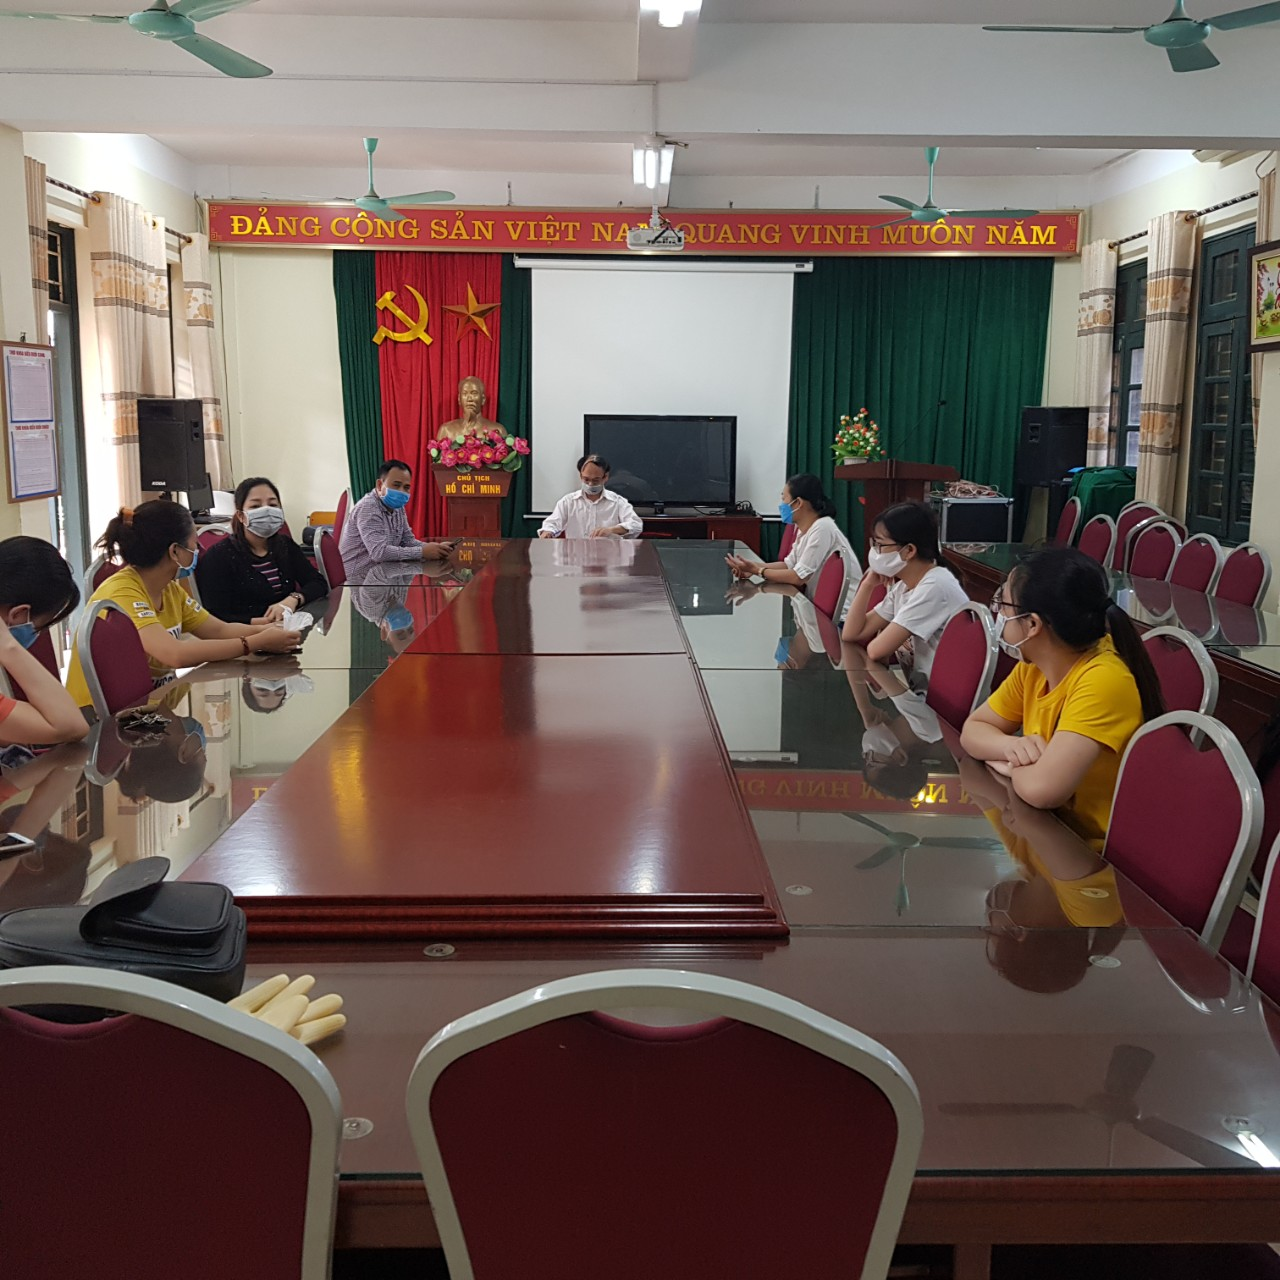 ĐẢNG CỘNG SẢN VIỆT NAM QUANG VINH MUÔN NĂM
CHỦ TỊCH
HỒ CHÍ MINH